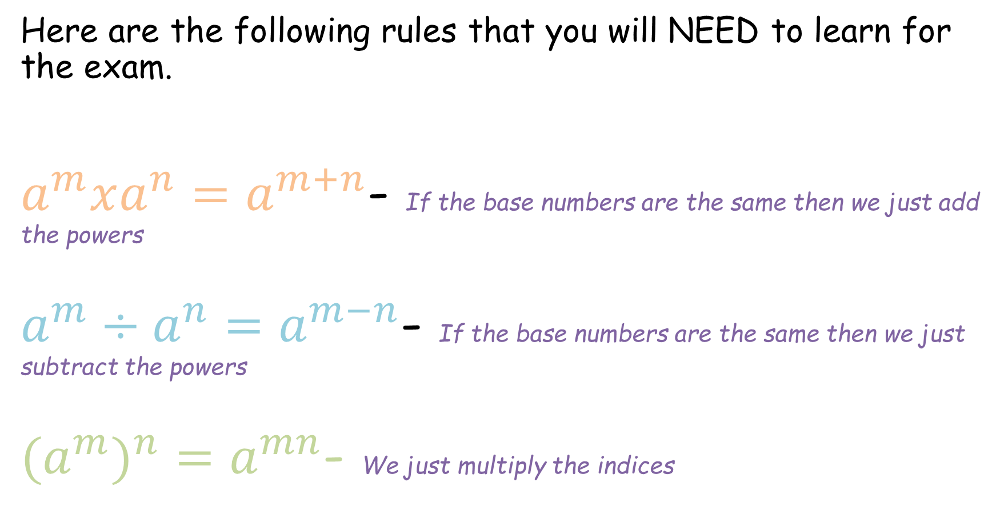 Here are the following rules that you will NEED to learn for
the exam.
𝑎^𝑚 𝑥𝑎^𝑛 = 𝑎^(𝑚+𝑛) - If the base numbers are the same then we just add
the powers
𝑎^𝑚 ÷ 𝑎^𝑛 = 𝑎^(𝑚−𝑛) - If the base numbers are the same then we just
subtract the powers
(𝑎^𝑚)^𝑛 = 𝑎^𝑚𝑛 - We just multiply the indices